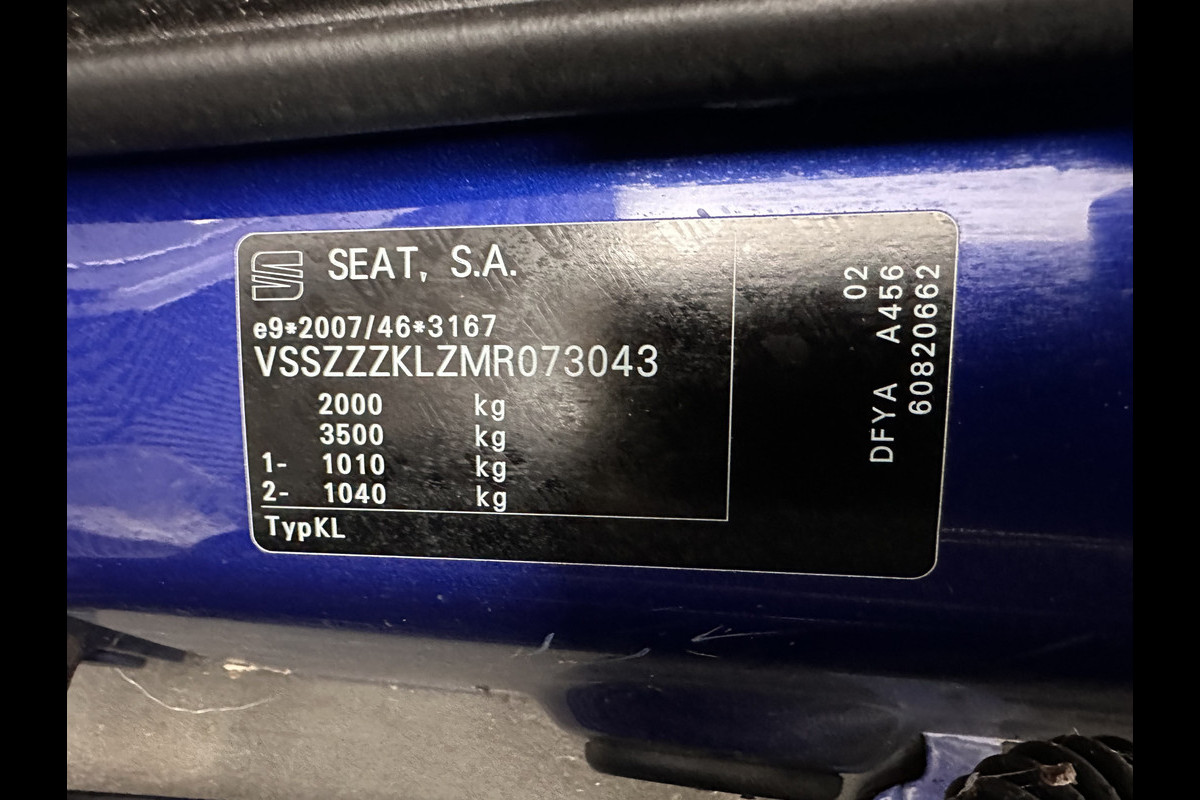 SEAT, S.A.
e9*2007/46*3167
VSSZZZKLZMR073043
2000 kg
3500 kg
1- 1010 kg
2- 1040 kg
TypKL
02
DFYA A456
60820662